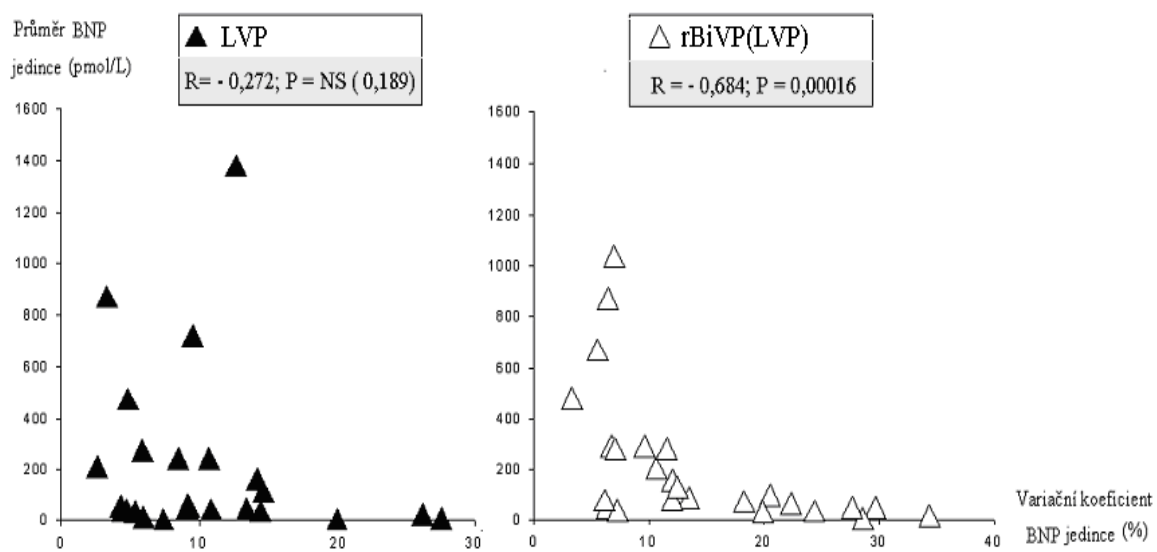 Průměr BNP
jedince (pmol/L)
▲ LVP
R= - 0,272; P = NS ( 0,189)
1600
1400
1200
1000
800
600
400
200
0
0 10 20 30
△ rBiVP(LVP)
R = - 0,684; P = 0,00016
1600
1400
1200
1000
800
600
400
200
0
0 10 20 30 40
Variační koeficient
BNP jedince (%)